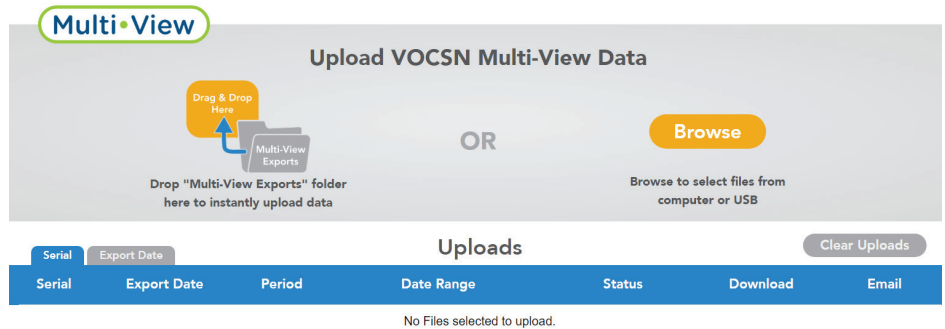 Multi•View
Upload VOCSN Multi-View Data
Drag & Drop
Here
Multi-View
Exports
OR
Browse
Drop "Multi-View Exports" folder
here to instantly upload data
Browse to select files from
computer or USB
Serial
Export Date
Uploads
Clear Uploads
Serial Export Date Period Date Range Status Download Email
No Files selected to upload.